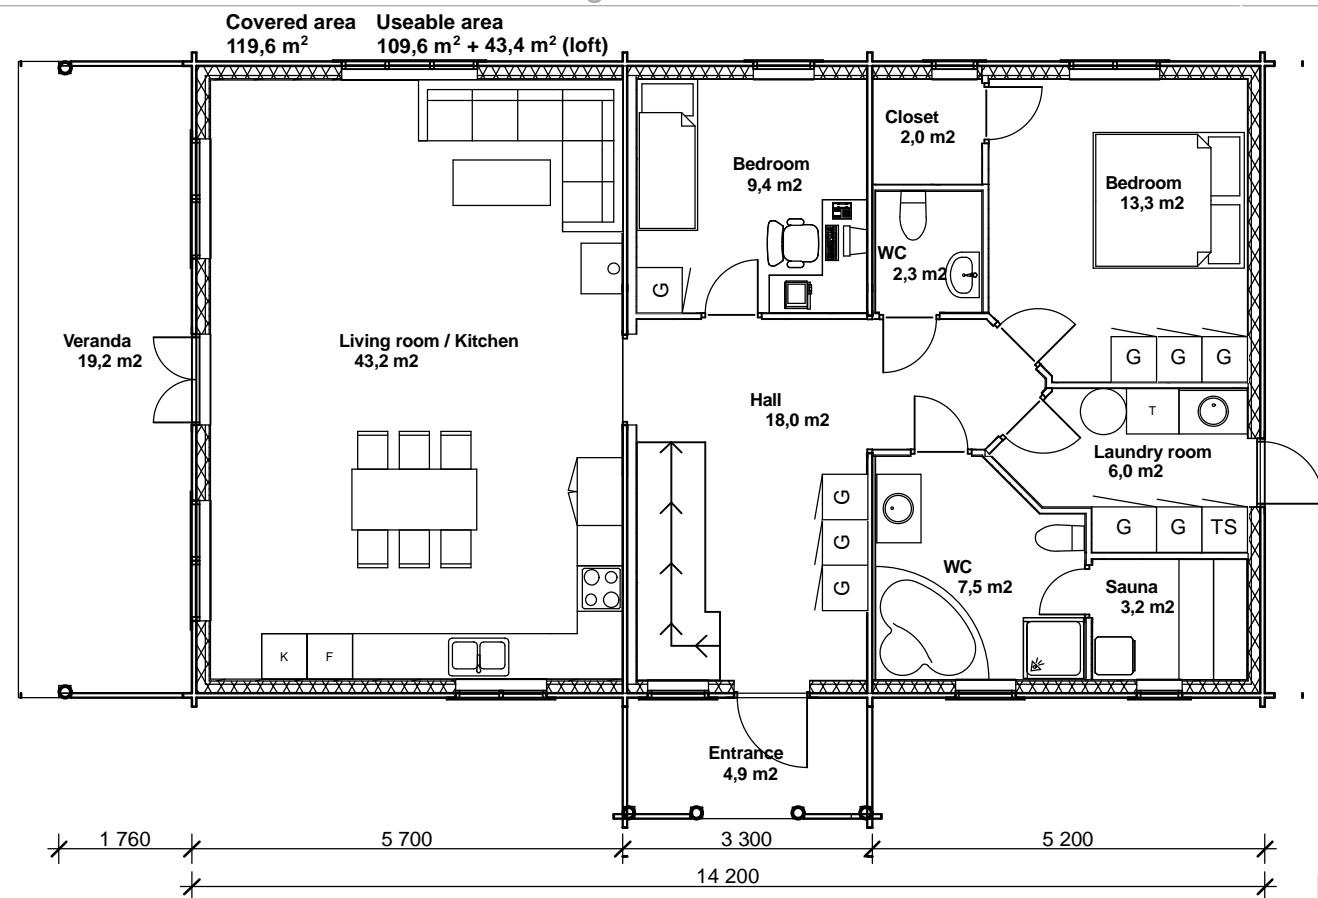 Covered area Useable area
119,6 m² 109,6 m² + 43,4 m² (loft)
Closet
2,0 m2
Bedroom
9,4 m2
Bedroom
13,3 m2
WC
2,3 m2
G
Veranda
19,2 m2
Living room / Kitchen
43,2 m2
G G G
Hall
18,0 m2
T
Laundry room
6,0 m2
G
G
G
G G TS
WC
7,5 m2
Sauna
3,2 m2
K F
Entrance
4,9 m2
1 760 5 700 3 300 5 200
14 200